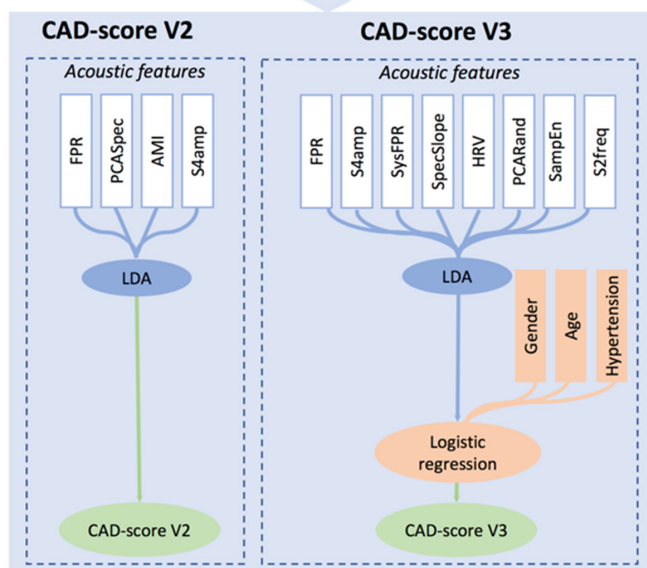 CAD-score V2
Acoustic features
FPR
PCASpec
AMI
S4amp
LDA
CAD-score V2
CAD-score V3
Acoustic features
FPR
S4amp
SysFPR
SpecSlope
HRV
PCARand
SampEn
S2freq
LDA
Gender
Age
Hypertension
Logistic
regression
CAD-score V3